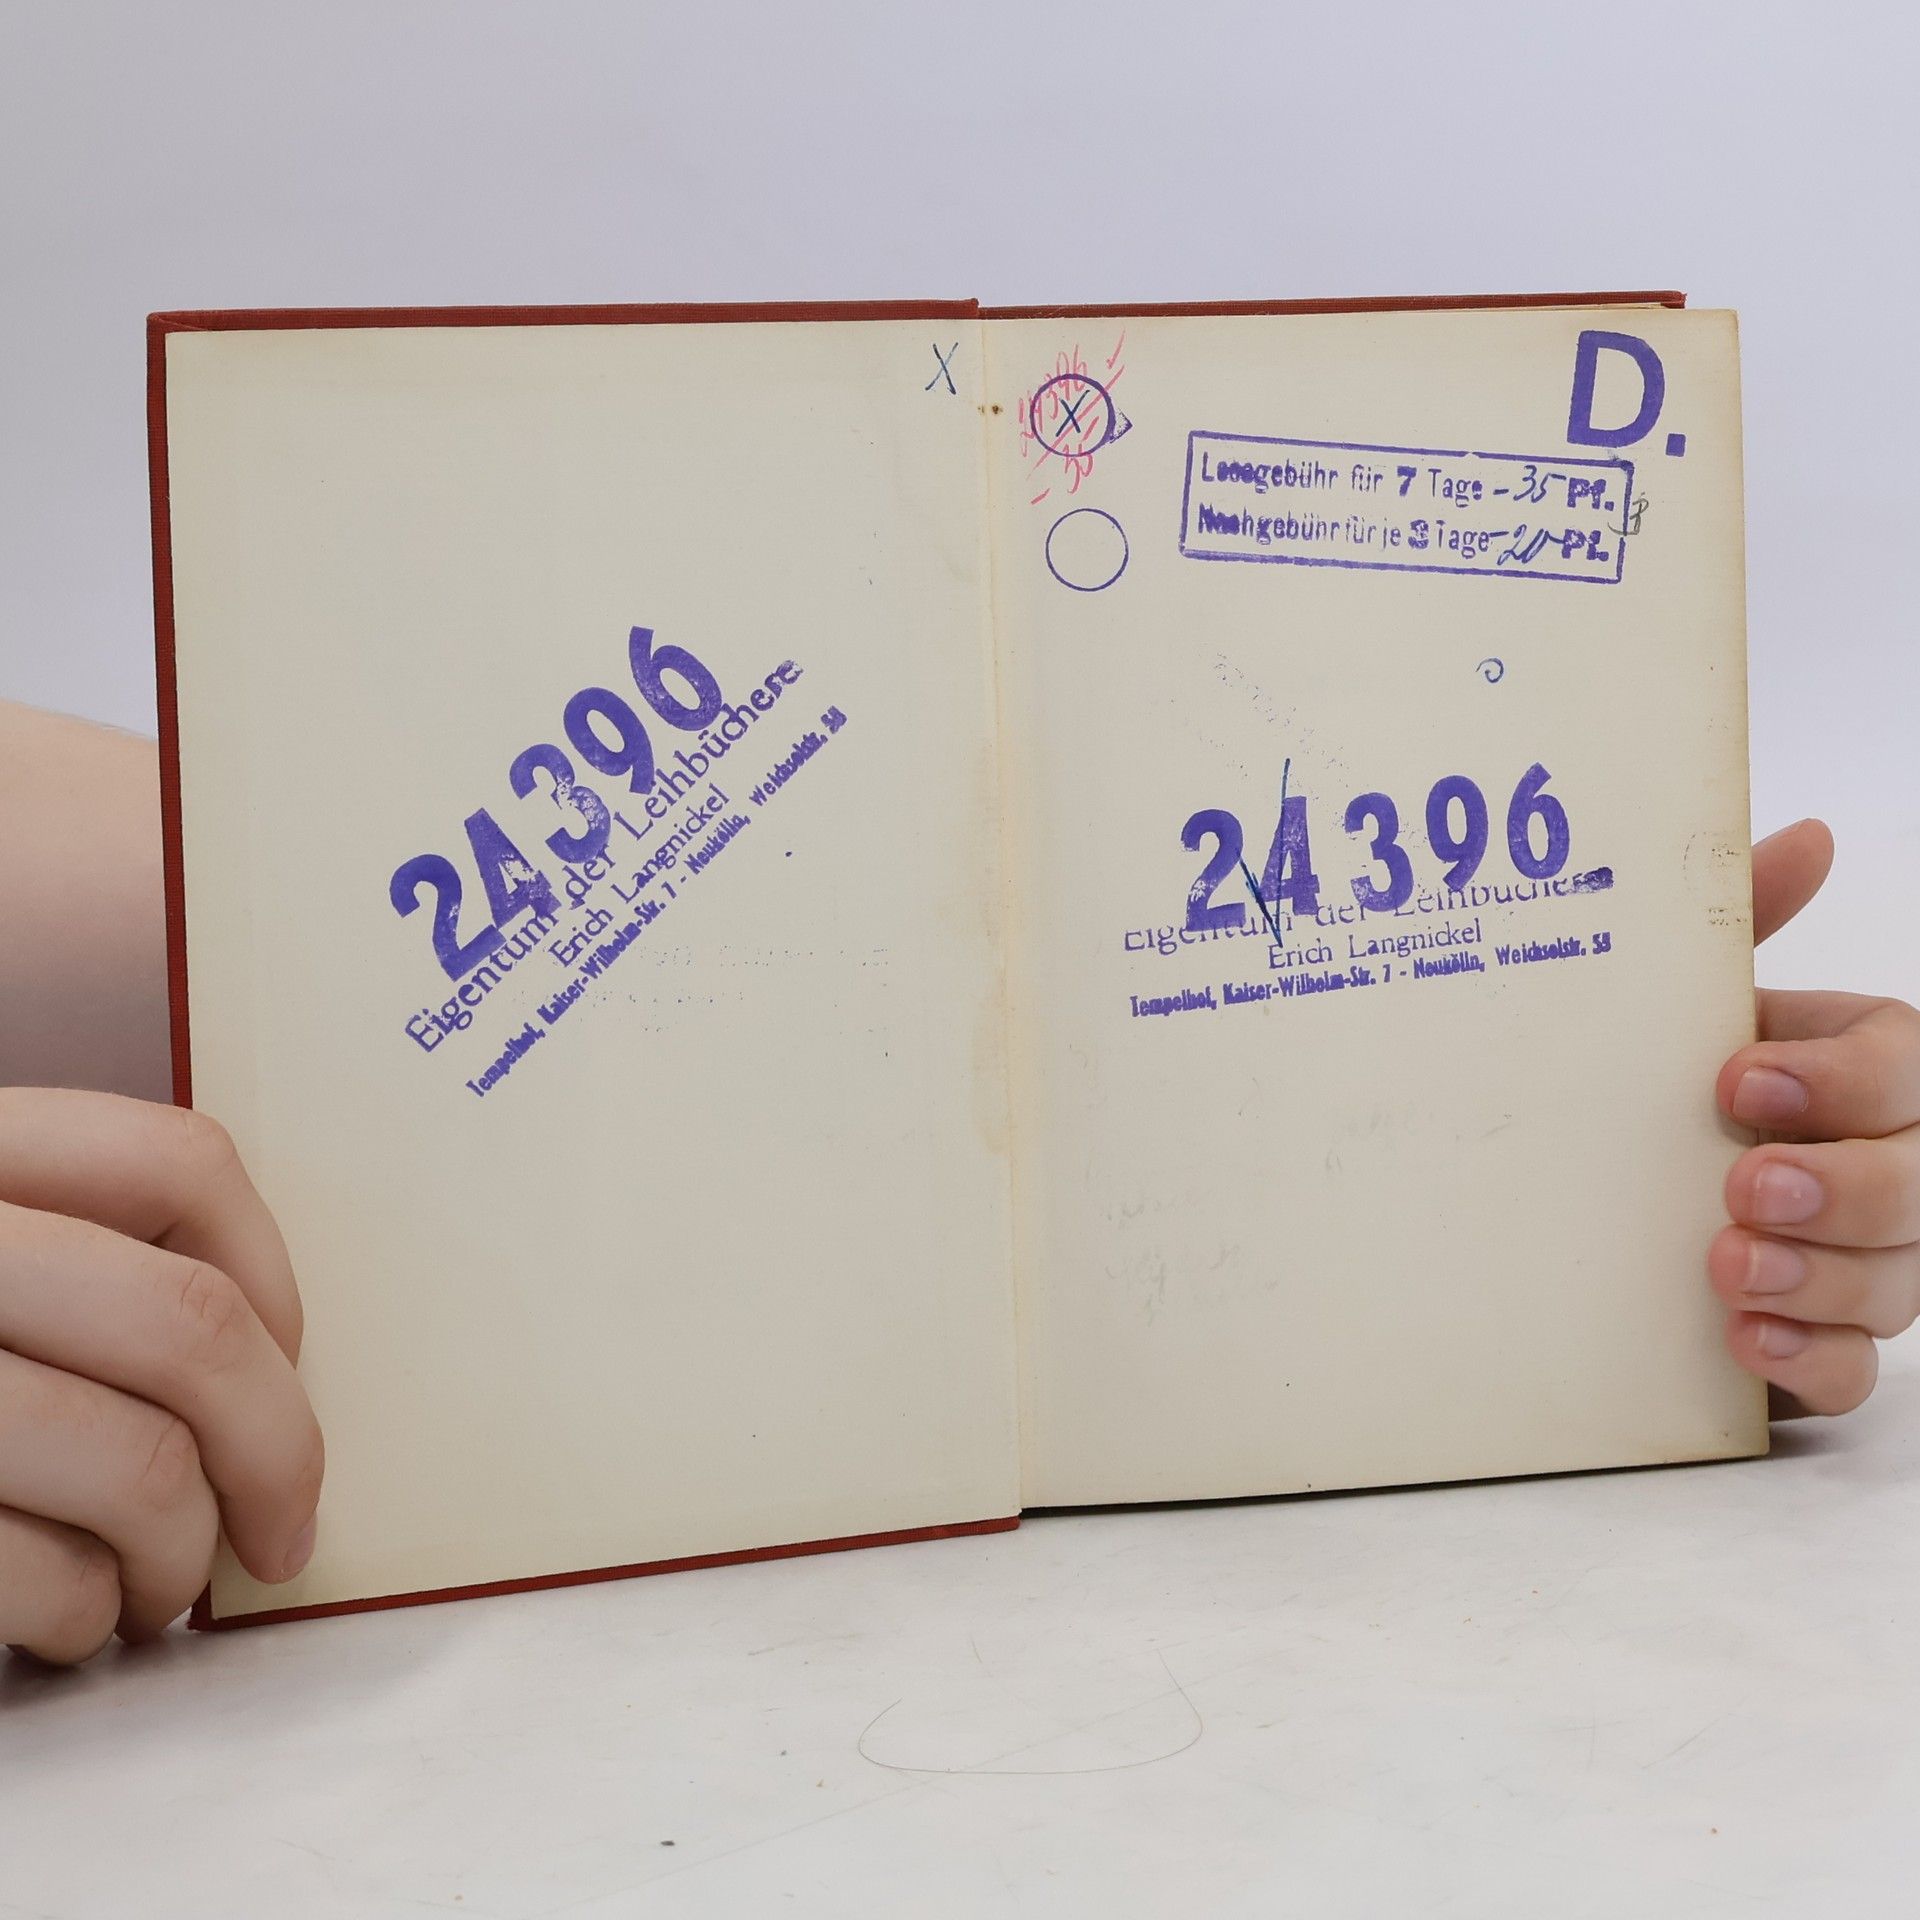 X
24396
Eigentum der Leihbücherei
Erich Langnickel
Tempelhof, Kaiser-Wilhelm-Str. 7 - Neukölln, Weichselstr. 53
24396
X
- 35
D.
Lesegebühr für 7 Tage - 35 Pf.
Nachgebühr für je 3 Tage - 20 Pf.
24396
Eigentum der Leihbücherei
Erich Langnickel
Tempelhof, Kaiser-Wilhelm-Str. 7 - Neukölln, Weichselstr. 53